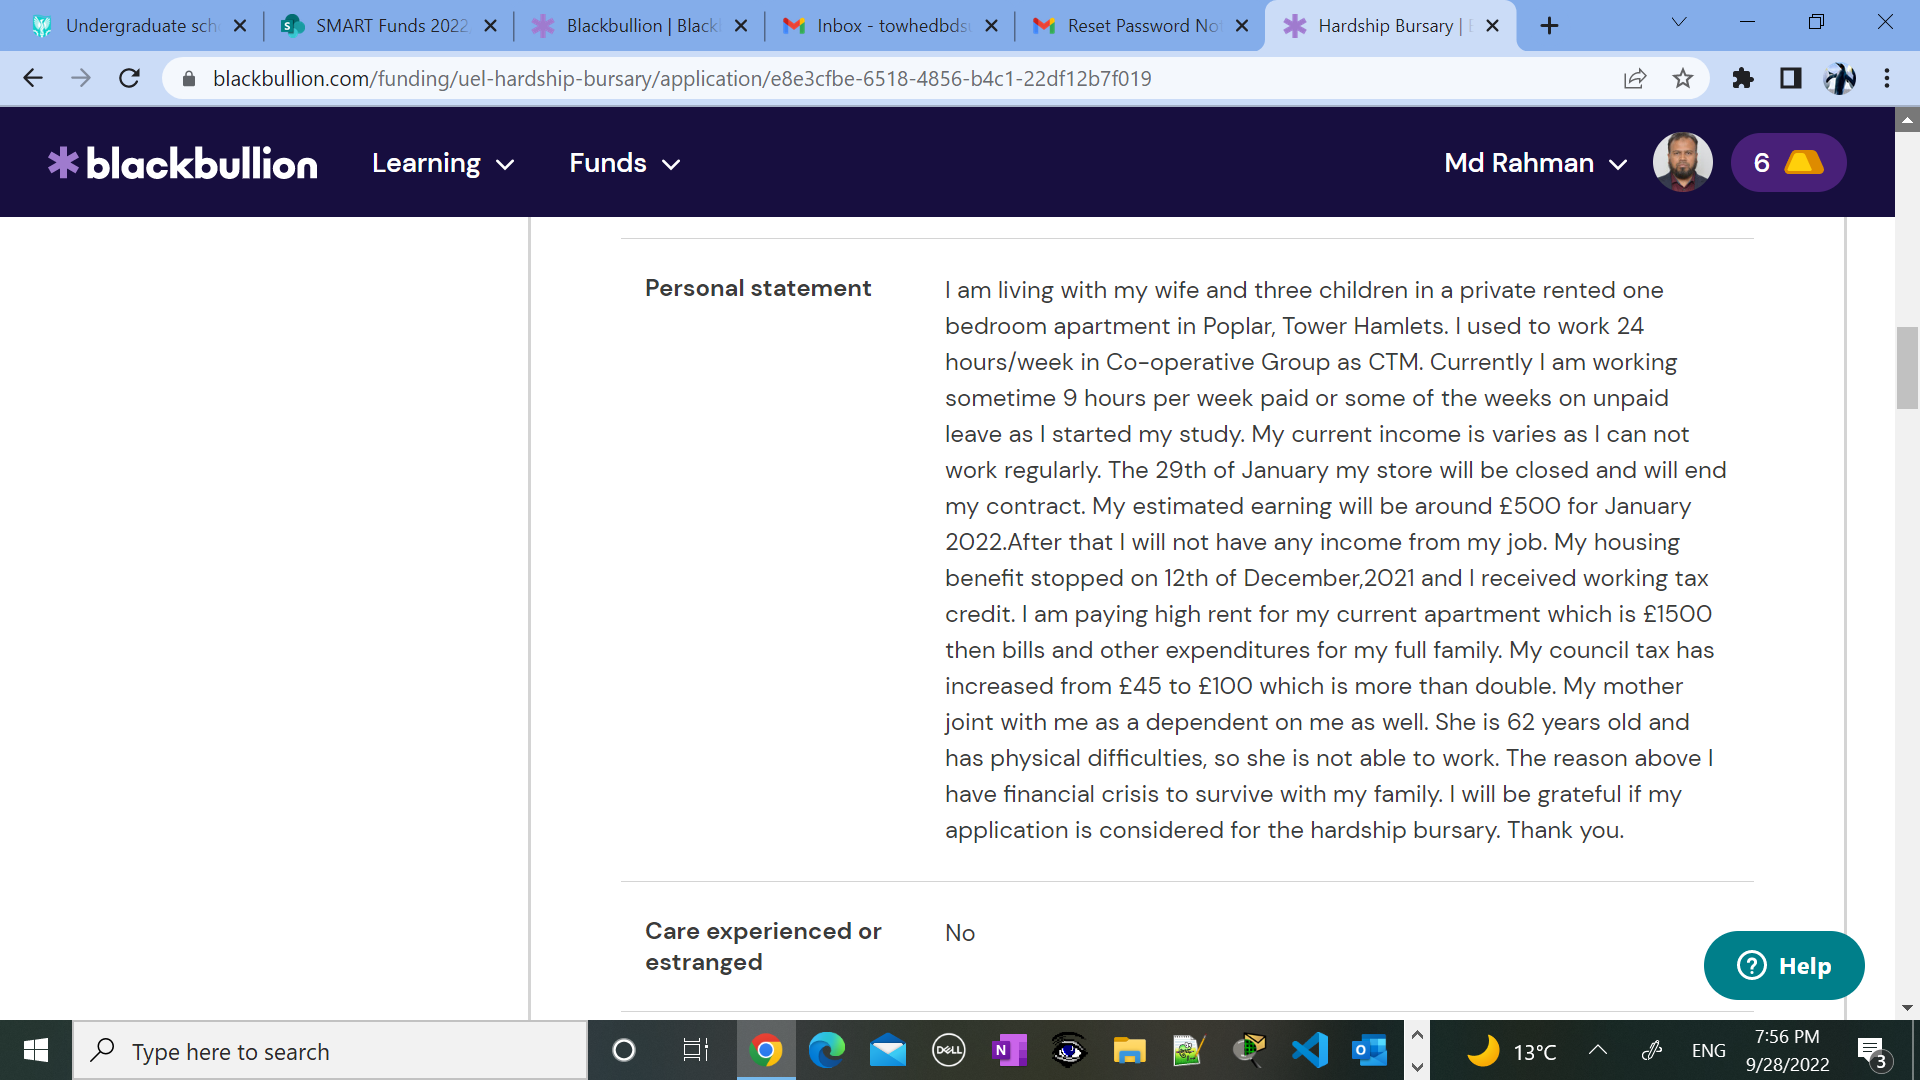 Undergraduate sch
SMART Funds 2022
Blackbullion | Black
Inbox - towhedbds
Reset Password No
Hardship Bursary |
blackbullion.com/funding/uel-hardship-bursary/application/e8e3cfbe-6518-4856-b4c1-22df12b7f019
blackbullion
Learning
Funds
Md Rahman
6
Personal statement
I am living with my wife and three children in a private rented one
bedroom apartment in Poplar, Tower Hamlets. I used to work 24
hours/week in Co-operative Group as CTM. Currently I am working
sometime 9 hours per week paid or some of the weeks on unpaid
leave as I started my study. My current income is varies as I can not
work regularly. The 29th of January my store will be closed and will end
my contract. My estimated earning will be around £500 for January
2022.After that I will not have any income from my job. My housing
benefit stopped on 12th of December,2021 and I received working tax
credit. I am paying high rent for my current apartment which is £1500
then bills and other expenditures for my full family. My council tax has
increased from £45 to £100 which is more than double. My mother
joint with me as a dependent on me as well. She is 62 years old and
has physical difficulties, so she is not able to work. The reason above I
have financial crisis to survive with my family. I will be grateful if my
application is considered for the hardship bursary. Thank you.
Care experienced or
estranged
No
Help
Type here to search
DELL
13°C
ENG
7:56 PM
9/28/2022
3